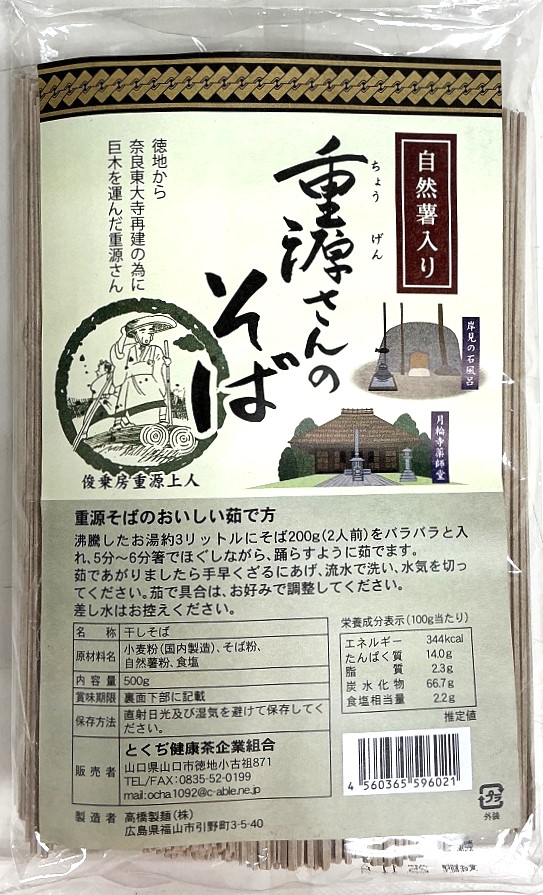 自然薯入り
重源さんの
ちょう げん
そば
徳地から
奈良東大寺再建の為に
巨木を運んだ重源さん
岸見の石風呂
月輪寺薬師堂
俊乗房重源上人
重源そばのおいしい茹で方
沸騰したお湯約3リットルにそば200g(2人前)をバラバラと入
れ、5分〜6分箸でほぐしながら、踊らすように茹でます。
茹であがりましたら手早くざるにあげ、流水で洗い、水気を切っ
てください。茹で具合は、お好みで調整してください。
差し水はお控えください。
名 称 干しそば
原材料名 小麦粉(国内製造)、そば粉、
自然薯粉、食塩
内容量 500g
賞味期限 裏面下部に記載
保存方法 直射日光及び湿気を避けて保存してく
ださい。
販売者 とくぢ健康茶企業組合
山口県山口市徳地小古祖871
TEL/FAX:0835-52-0199
mail:ocha1092@c-able.ne.jp
製造者 高橋製麺(株)
広島県福山市引野町3-5-40
栄養成分表示(100g当たり)
エネルギー 344kcal
たんぱく質 14.0g
脂質 2.3g
炭水化物 66.7g
食塩相当量 2.2g
推定値
4 560365 596021
プラ
外装